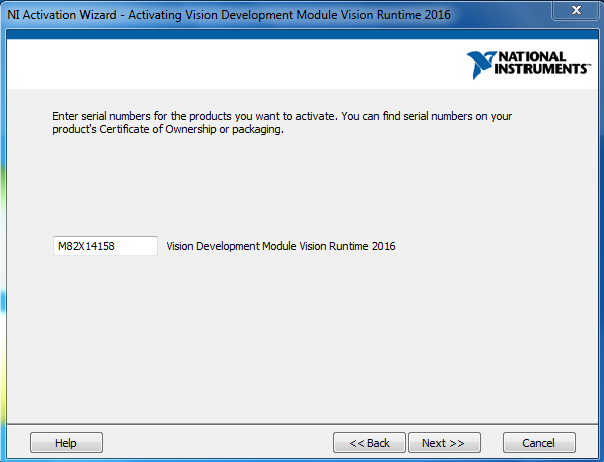 NI Activation Wizard - Activating Vision Development Module Vision Runtime 2016
X
NATIONAL
INSTRUMENTS™
Enter serial numbers for the products you want to activate. You can find serial numbers on your
product's Certificate of Ownership or packaging.
M82X14158 Vision Development Module Vision Runtime 2016
Help << Back Next >> Cancel